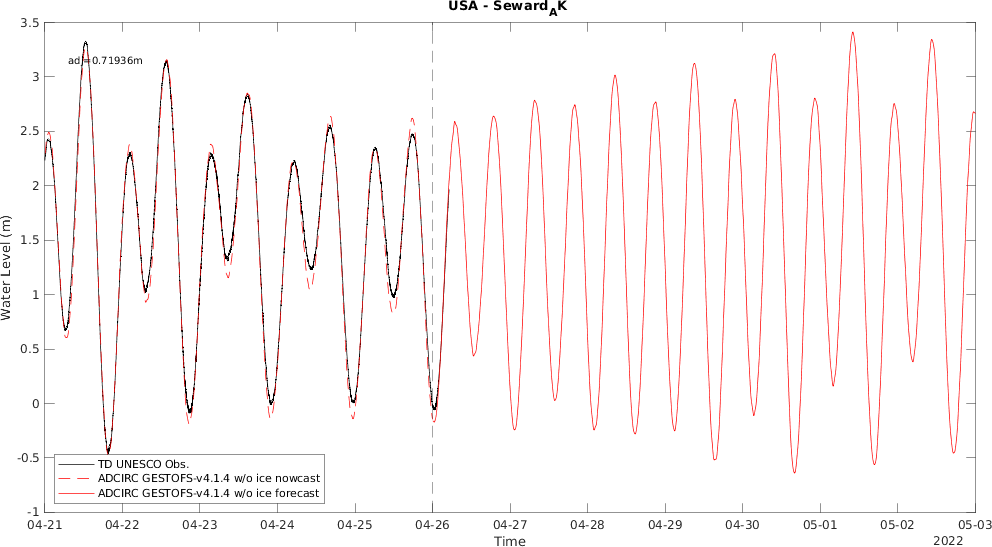 USA - Seward_AK
adj=0.71936m
3.5
3
2.5
2
1.5
1
0.5
0
-0.5
-1
Water Level (m)
TD UNESCO Obs.
ADCIRC GESTOFS-v4.1.4 w/o ice nowcast
ADCIRC GESTOFS-v4.1.4 w/o ice forecast
04-21 04-22 04-23 04-24 04-25 04-26 04-27 04-28 04-29 04-30 05-01 05-02 05-03
Time
2022